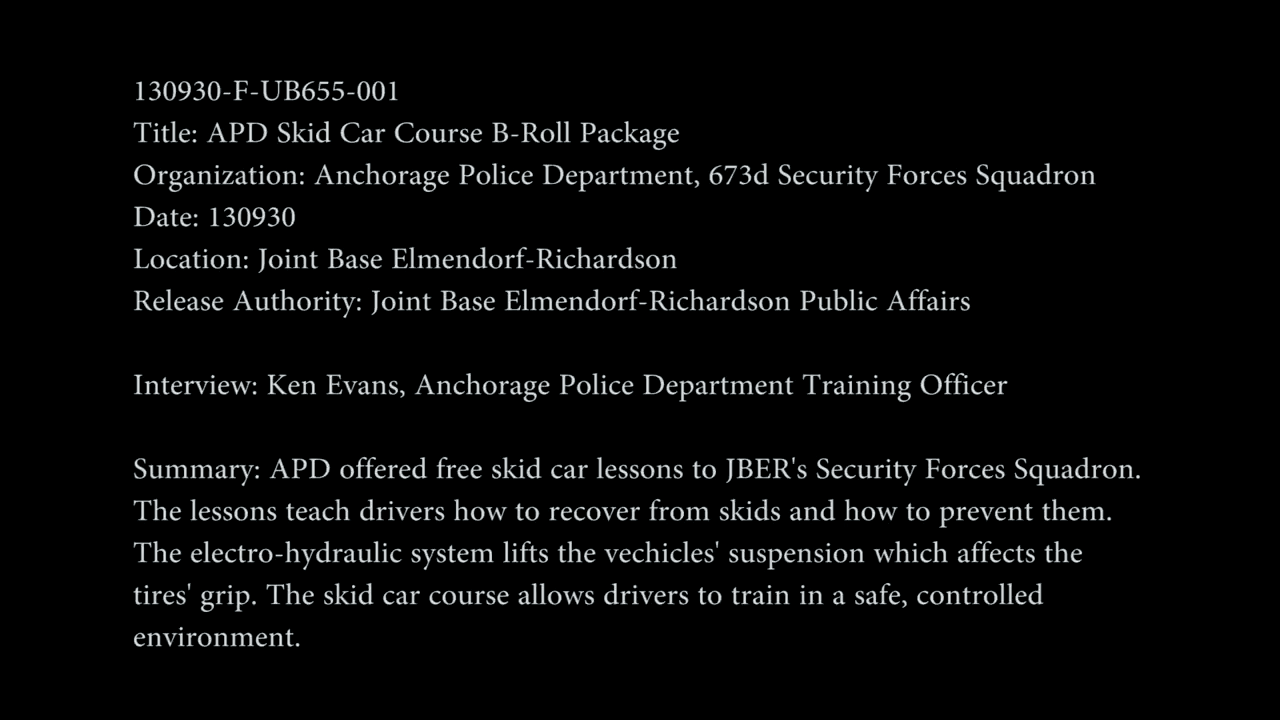 130930-F-UB655-001
Title: APD Skid Car Course B-Roll Package
Organization: Anchorage Police Department, 673d Security Forces Squadron
Date: 130930
Location: Joint Base Elmendorf-Richardson
Release Authority: Joint Base Elmendorf-Richardson Public Affairs
Interview: Ken Evans, Anchorage Police Department Training Officer
Summary: APD offered free skid car lessons to JBER's Security Forces Squadron.
The lessons teach drivers how to recover from skids and how to prevent them.
The electro-hydraulic system lifts the vechicles' suspension which affects the
tires' grip. The skid car course allows drivers to train in a safe, controlled
environment.